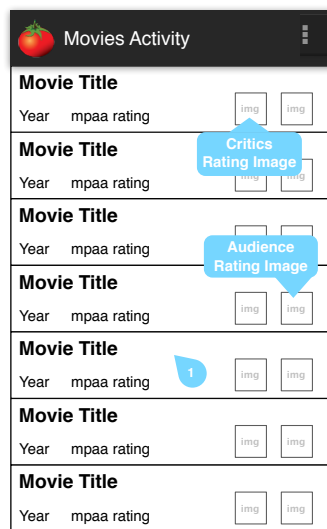 Movies Activity
Movie Title
Year mpaa rating img img
Movie Title
Critics
Rating Image
Year mpaa rating img img
Movie Title
Year mpaa rating
Audience
Rating Image
Movie Title
Year mpaa rating img img
Movie Title
Year mpaa rating 1 img img
Movie Title
Year mpaa rating img img
Movie Title
Year mpaa rating img img